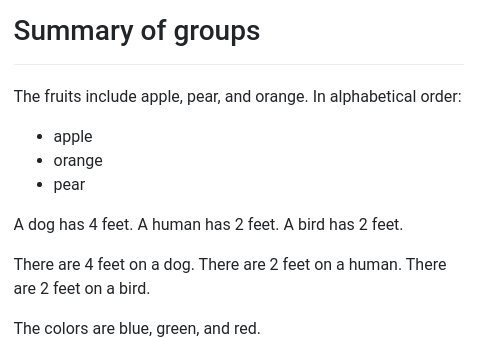 Summary of groups
The fruits include apple, pear, and orange. In alphabetical order:
apple
orange
pear
A dog has 4 feet. A human has 2 feet. A bird has 2 feet.
There are 4 feet on a dog. There are 2 feet on a human. There
are 2 feet on a bird.
The colors are blue, green, and red.